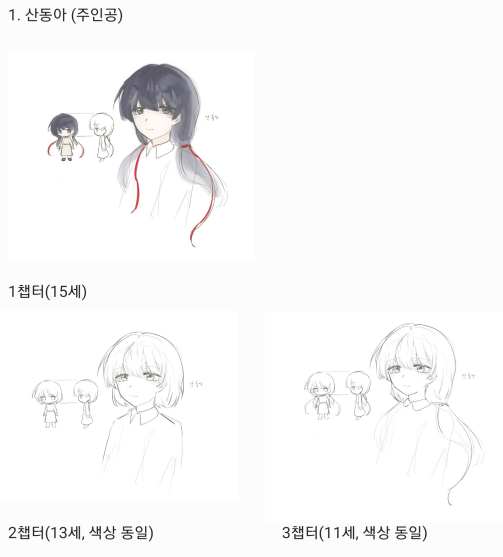 1. 산동아 (주인공)
1챕터(15세)
2챕터(13세, 색상 동일)
3챕터(11세, 색상 동일)